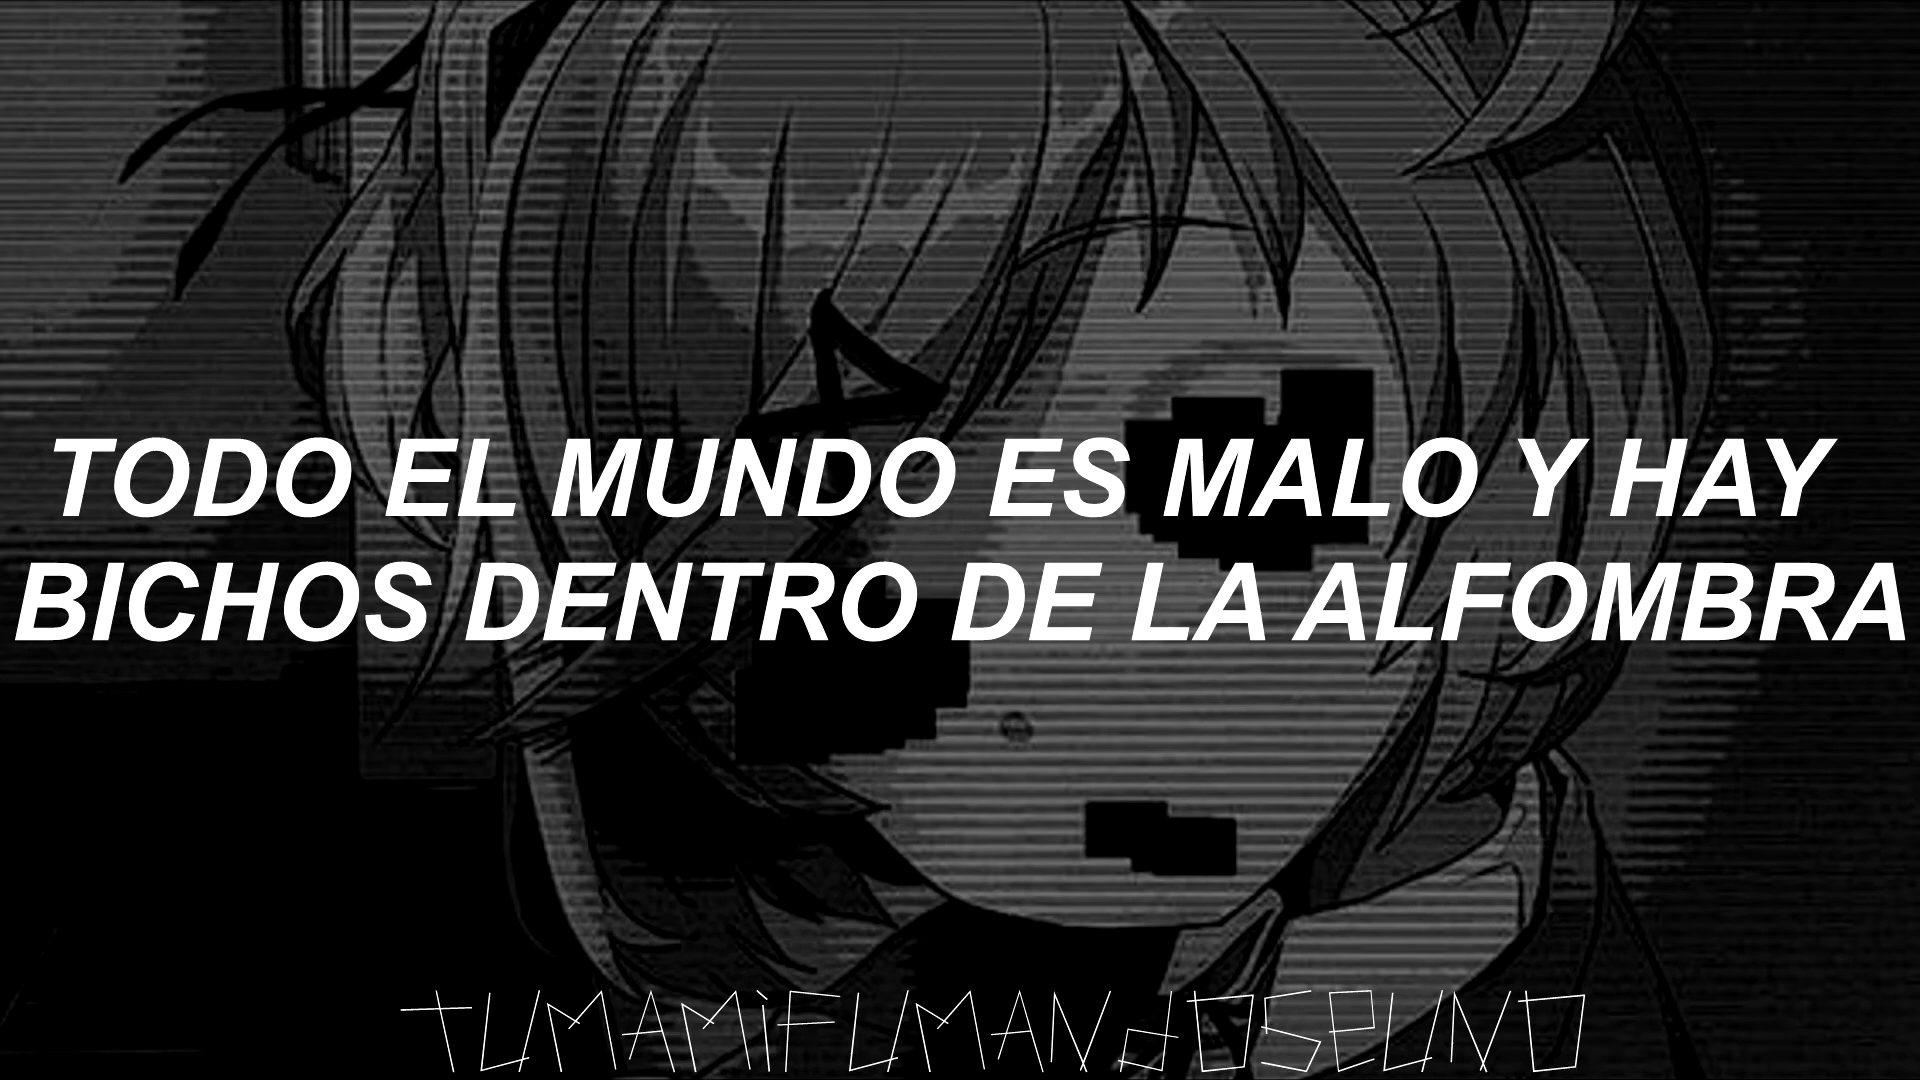 TODO EL MUNDO ES MALO Y HAY
BICHOS DENTRO DE LA ALFOMBRA
TUMAMiFUMANdOSEUNO